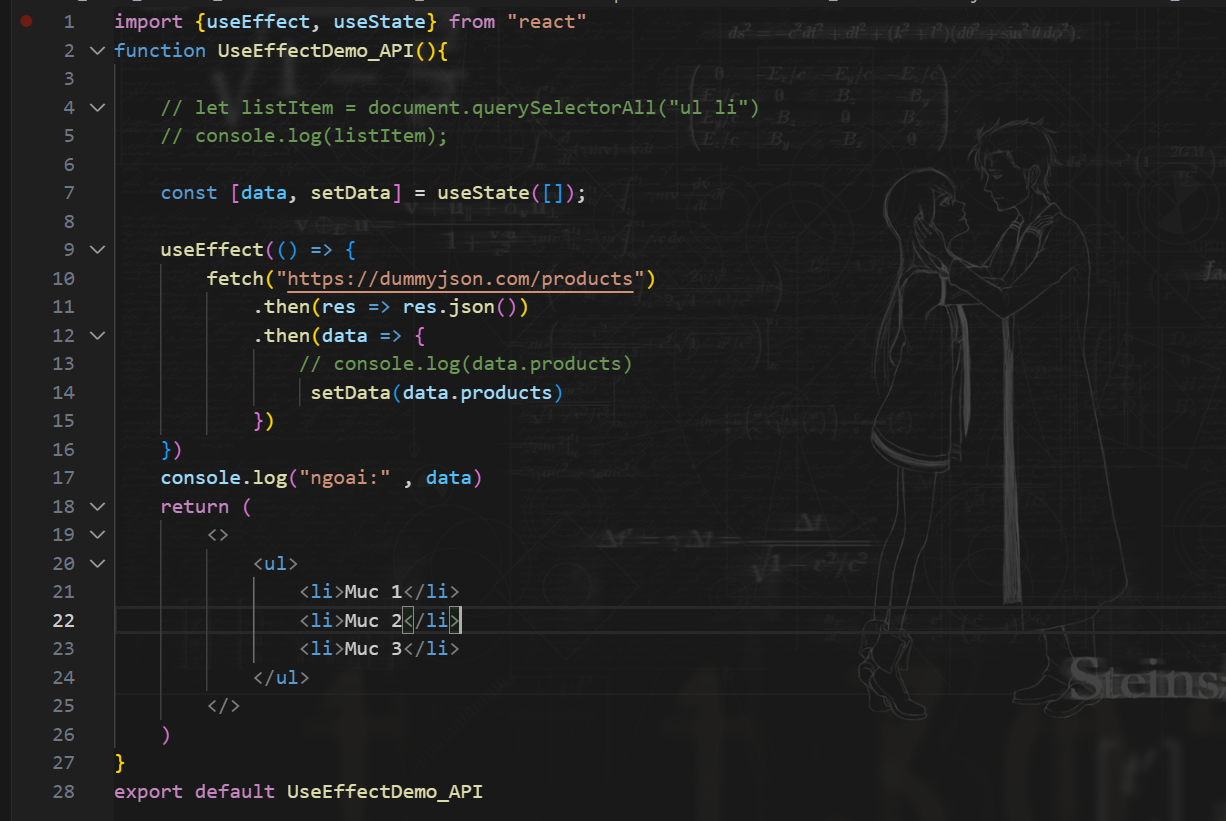 1 import {useEffect, useState} from "react"
2 function UseEffectDemo_API(){
3
4 // let listItem = document.querySelectorAll("ul li")
5 // console.log(listItem);
6
7 const [data, setData] = useState([]);
8
9 useEffect(() => {
10 fetch("https://dummyjson.com/products")
11 .then(res => res.json())
12 .then(data => {
13 // console.log(data.products)
14 setData(data.products)
15 })
16 })
17 console.log("ngoai:" , data)
18 return (
19 <>
20 <ul>
21 <li>Muc 1</li>
22 <li>Muc 2</li>
23 <li>Muc 3</li>
24 </ul>
25 </>
26 )
27 }
28 export default UseEffectDemo_API